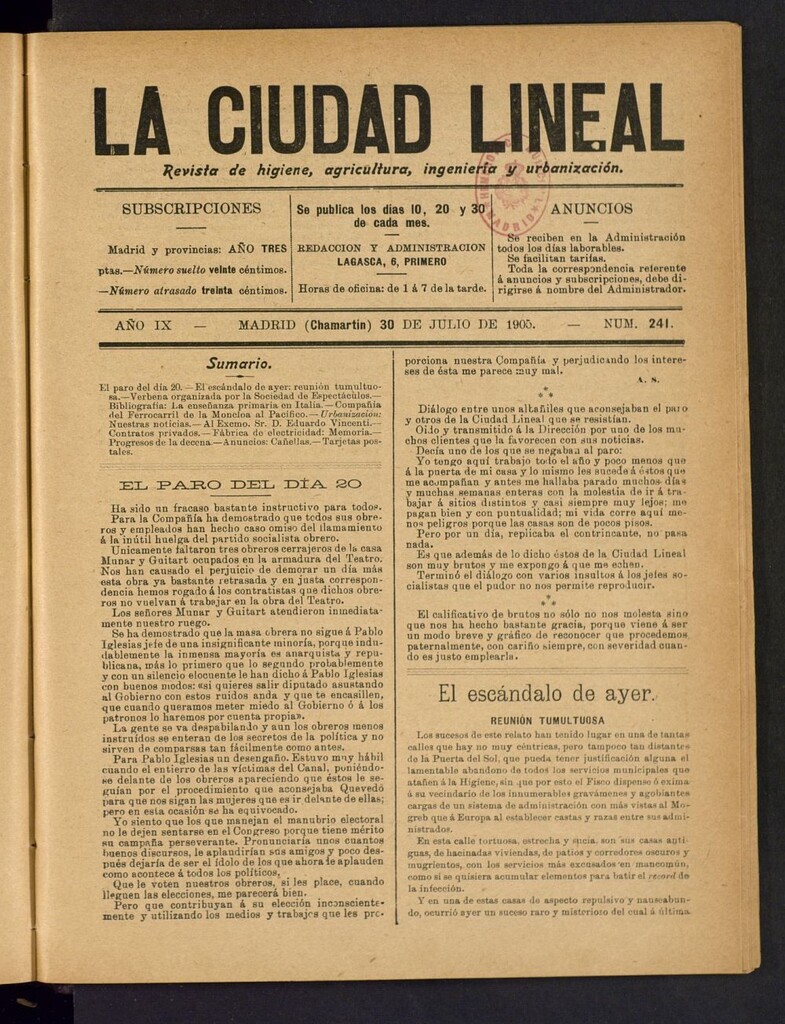 LA CIUDAD LINEAL
Revista de higiene, agricultura, ingeniería y urbanización.
SUBSCRIPCIONES
Madrid y provincias: AÑO TRES
ptas.—Número suelto veinte céntimos.
—Número atrasado treinta céntimos.
Se publica los días 10, 20 y 30
de cada mes.
REDACCION Y ADMINISTRACION
LAGASCA, 6, PRIMERO
Horas de oficina: de 1 á 7 de la tarde.
ANUNCIOS
Se reciben en la Administración
todos los días laborables.
Se facilitan tarifas.
Toda la correspondencia referente
á anuncios y subscripciones, debe di-
rigirse á nombre del Administrador.
AÑO IX — MADRID (Chamartín) 30 DE JULIO DE 1905. — NUM. 241.
Sumario.
El paro del día 20.—El escándalo de ayer: reunión tumultuo-
sa.—Verbena organizada por la Sociedad de Espectáculos.—
Bibliografía: La enseñanza primaria en Italia.—Compañía
del Ferrocarril de la Moncloa al Pacífico.—Urbanización:
Nuestras noticias.—Al Excmo. Sr. D. Eduardo Vincenti.—
Contratos privados.—Fábrica de electricidad: Memoria.—
Progresos de la decena.—Anuncios: Cañellas.—Tarjetas pos-
tales.
EL PARO DEL DÍA 20
Ha sido un fracaso bastante instructivo para todos.
Para la Compañía ha demostrado que todos sus obre-
ros y empleados han hecho caso omiso del llamamiento
á la inútil huelga del partido socialista obrero.
Unicamente faltaron tres obreros cerrajeros de la casa
Munar y Guitart ocupados en la armadura del Teatro.
Nos han causado el perjuicio de demorar un día más
esta obra ya bastante retrasada y en justa correspon-
dencia hemos rogado á los contratistas que dichos obre-
ros no vuelvan á trabajar en la obra del Teatro.
Los señores Munar y Guitart atendieron inmediata-
mente nuestro ruego.
Se ha demostrado que la masa obrera no sigue á Pablo
Iglesias jefe de una insignificante minoría, porque indu-
dablemente la inmensa mayoría es anarquista y repu-
blicana, más lo primero que lo segundo probablemente
y con un silencio elocuente le han dicho á Pablo Iglesias
con buenos modos: si quieres salir diputado asustando
al Gobierno con estos ruidos anda y que te encasillen,
que cuando queramos meter miedo al Gobierno ó á los
patronos lo haremos por cuenta propia.
La gente se va despabilando y aun los obreros menos
instruídos se enteran de los secretos de la política y no
sirven de comparsas tan fácilmente como antes.
Para Pablo Iglesias un desengaño. Estuvo muy hábil
cuando el entierro de las víctimas del Canal, poniéndo-
se delante de los obreros apareciendo que éstos le se-
guían por el procedimiento que aconsejaba Quevedo
para que nos sigan las mujeres que es ir delante de ellas;
pero en esta ocasión se ha equivocado.
Yo siento que los que manejan el manubrio electoral
no le dejen sentarse en el Congreso porque tiene mérito
su campaña perseverante. Pronunciaría unos cuantos
buenos discursos, le aplaudirían sus amigos y poco des-
pués dejaría de ser el ídolo de los que ahora le aplauden
como acontece á todos los políticos.
Que le voten nuestros obreros, si les place, cuando
lleguen las elecciones, me parecerá bien.
Pero que contribuyan á su elección inconsciente-
mente y utilizando los medios y trabajos que les pro-
porciona nuestra Compañía y perjudicando los intere-
ses de ésta me parece muy mal.
A. S.
* * *
Diálogo entre unos albañiles que aconsejaban el paro
y otros de la Ciudad Lineal que se resistían.
Oido y transmitido á la Dirección por uno de los mu-
chos clientes que la favorecen con sus noticias.
Decía uno de los que se negaban al paro:
Yo tengo aquí trabajo todo el año y poco menos que
á la puerta de mi casa y lo mismo les sucede á éstos que
me acompañan y antes me hallaba parado muchos días
y muchas semanas enteras con la molestia de ir á tra-
bajar á sitios distintos y casi siempre muy lejos; me
pagan bien y con puntualidad; mi vida corre aquí me-
nos peligros porque las casas son de pocos pisos.
Pero por un día, replicaba el contrincante, no pasa
nada.
Es que además de lo dicho éstos de la Ciudad Lineal
son muy brutos y me expongo á que me echen.
Terminó el diálogo con varios insultos á los jefes so-
cialistas que el pudor no nos permite reproducir.
* * *
El calificativo de brutos no sólo no nos molesta sino
que nos ha hecho bastante gracia, porque viene á ser
un modo breve y gráfico de reconocer que procedemos
paternalmente, con cariño siempre, con severidad cuan-
do es justo emplearla.
El escándalo de ayer.
REUNIÓN TUMULTUOSA
Los sucesos de este relato han tenido lugar en una de tantas
calles que hay no muy céntricas, pero tampoco tan distantes
de la Puerta del Sol, que pueda tener justificación alguna el
lamentable abandono de todos los servicios municipales que
atañen á la Higiene, sin que por esto el Fisco dispense ó exima
á su vecindario de los innumerables gravámenes y agobiantes
cargas de un sistema de administración con más vistas al Mo-
greb que á Europa al establecer castas y razas entre sus admi-
nistrados.
En esta calle tortuosa, estrecha y sucia, son sus casas anti-
guas, de hacinadas viviendas, de patios y corredores oscuros y
mugrientos, con los servicios más excusados en mancomún,
como si se quisiera acumular elementos para batir el record de
la infección.
Y en una de estas casas de aspecto repulsivo y nauseabun-
do, ocurrió ayer un suceso raro y misterioso del cual á última